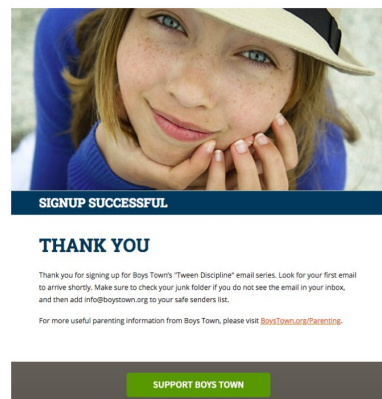 SIGNUP SUCCESSFUL
THANK YOU
Thank you for signing up for Boys Town's "Tween Discipline" email series. Look for your first email
to arrive shortly. Make sure to check your junk folder if you do not see the email in your inbox,
and then add info@boystown.org to your safe senders list.
For more useful parenting information from Boys Town, please visit BoysTown.org/Parenting.
SUPPORT BOYS TOWN